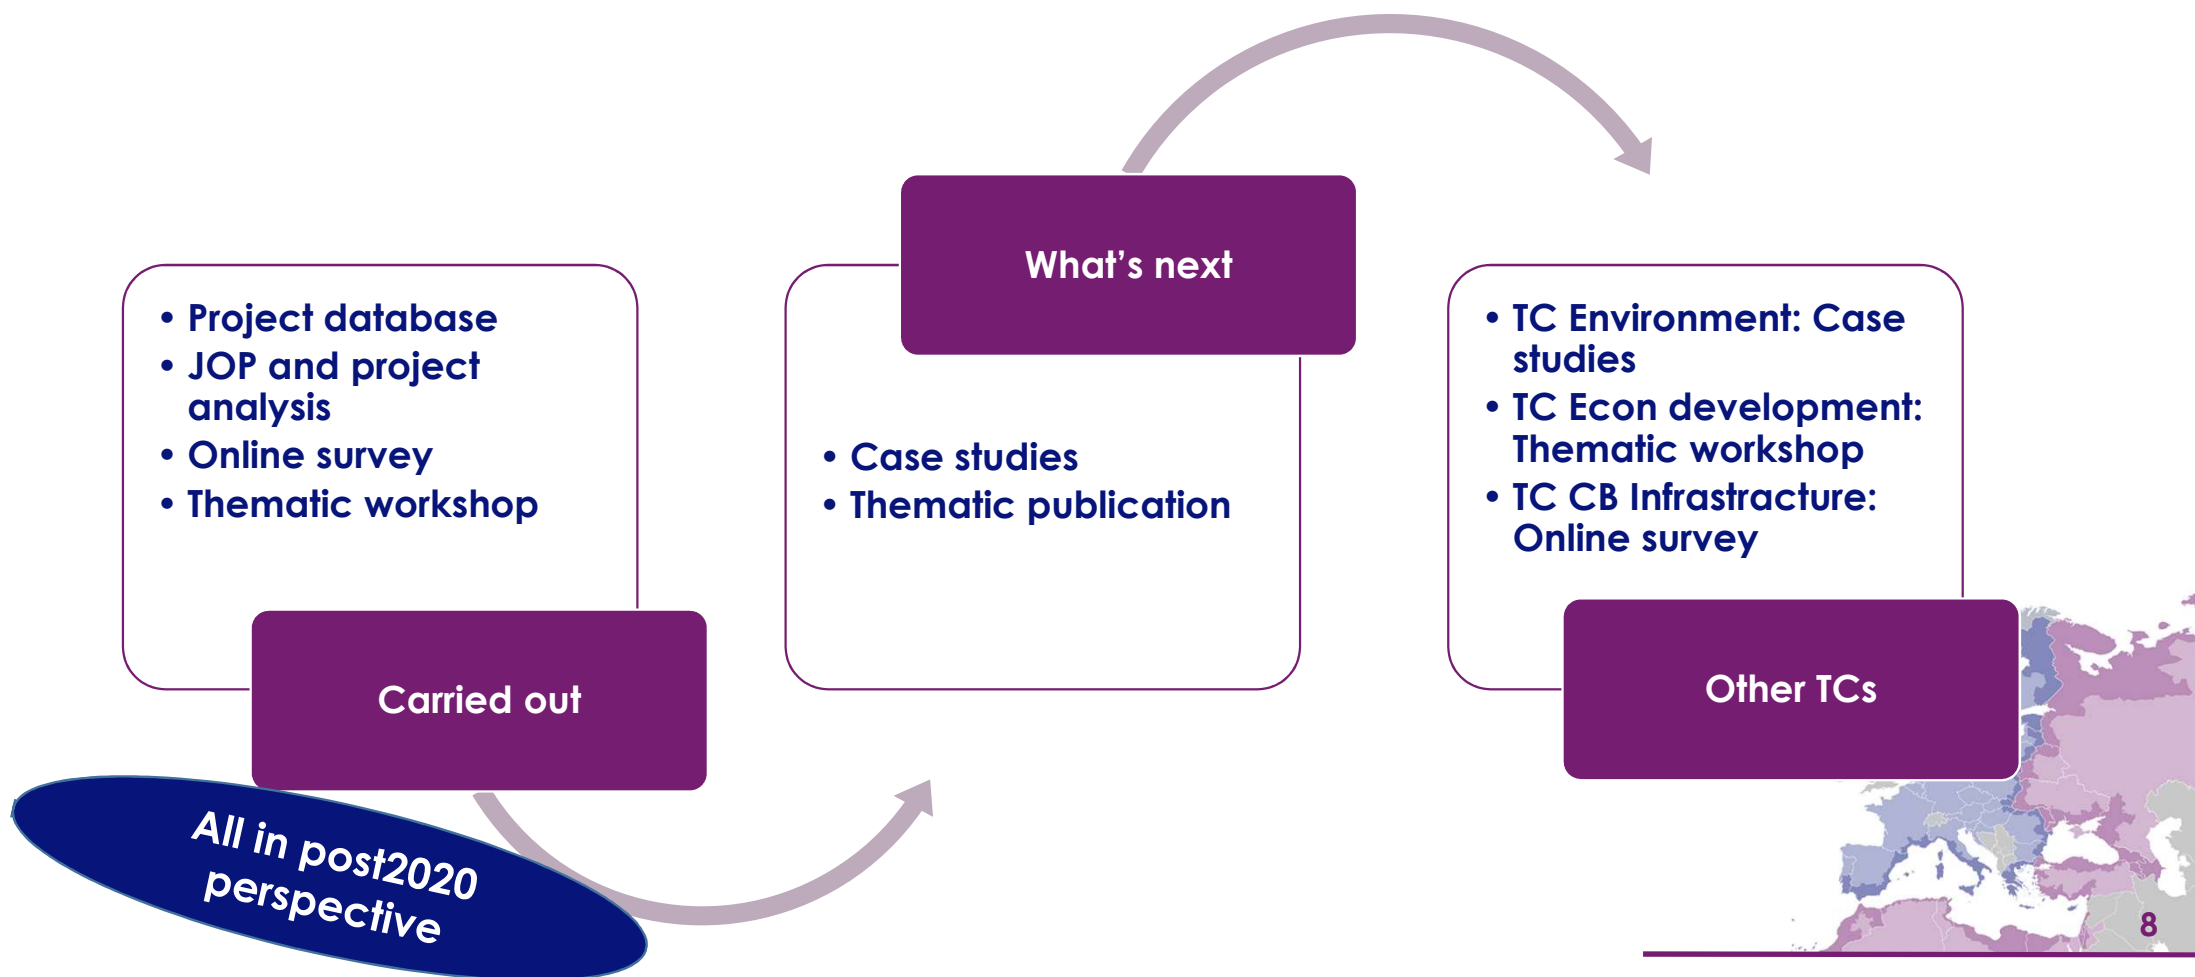 • Project database
• JOP and project
analysis
• Online survey
• Thematic workshop
Carried out
All in post2020
perspective
What’s next
• Case studies
• Thematic publication
• TC Environment: Case
studies
• TC Econ development:
Thematic workshop
• TC CB Infrastracture:
Online survey
Other TCs
8